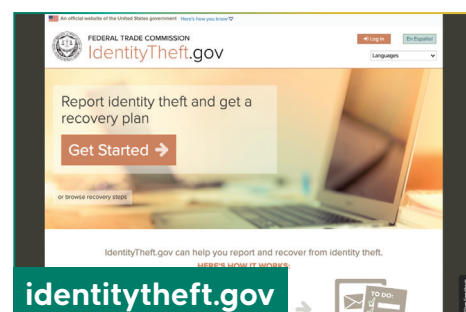 An official website of the United States government Here's how you know
FEDERAL TRADE COMMISSION
IdentityTheft.gov
Log In
En Español
Languages
Report identity theft and get a
recovery plan
Get Started
or browse recovery steps
IdentityTheft.gov can help you report and recover from identity theft.
HERE'S HOW IT WORKS:
TO DO:
identitytheft.gov